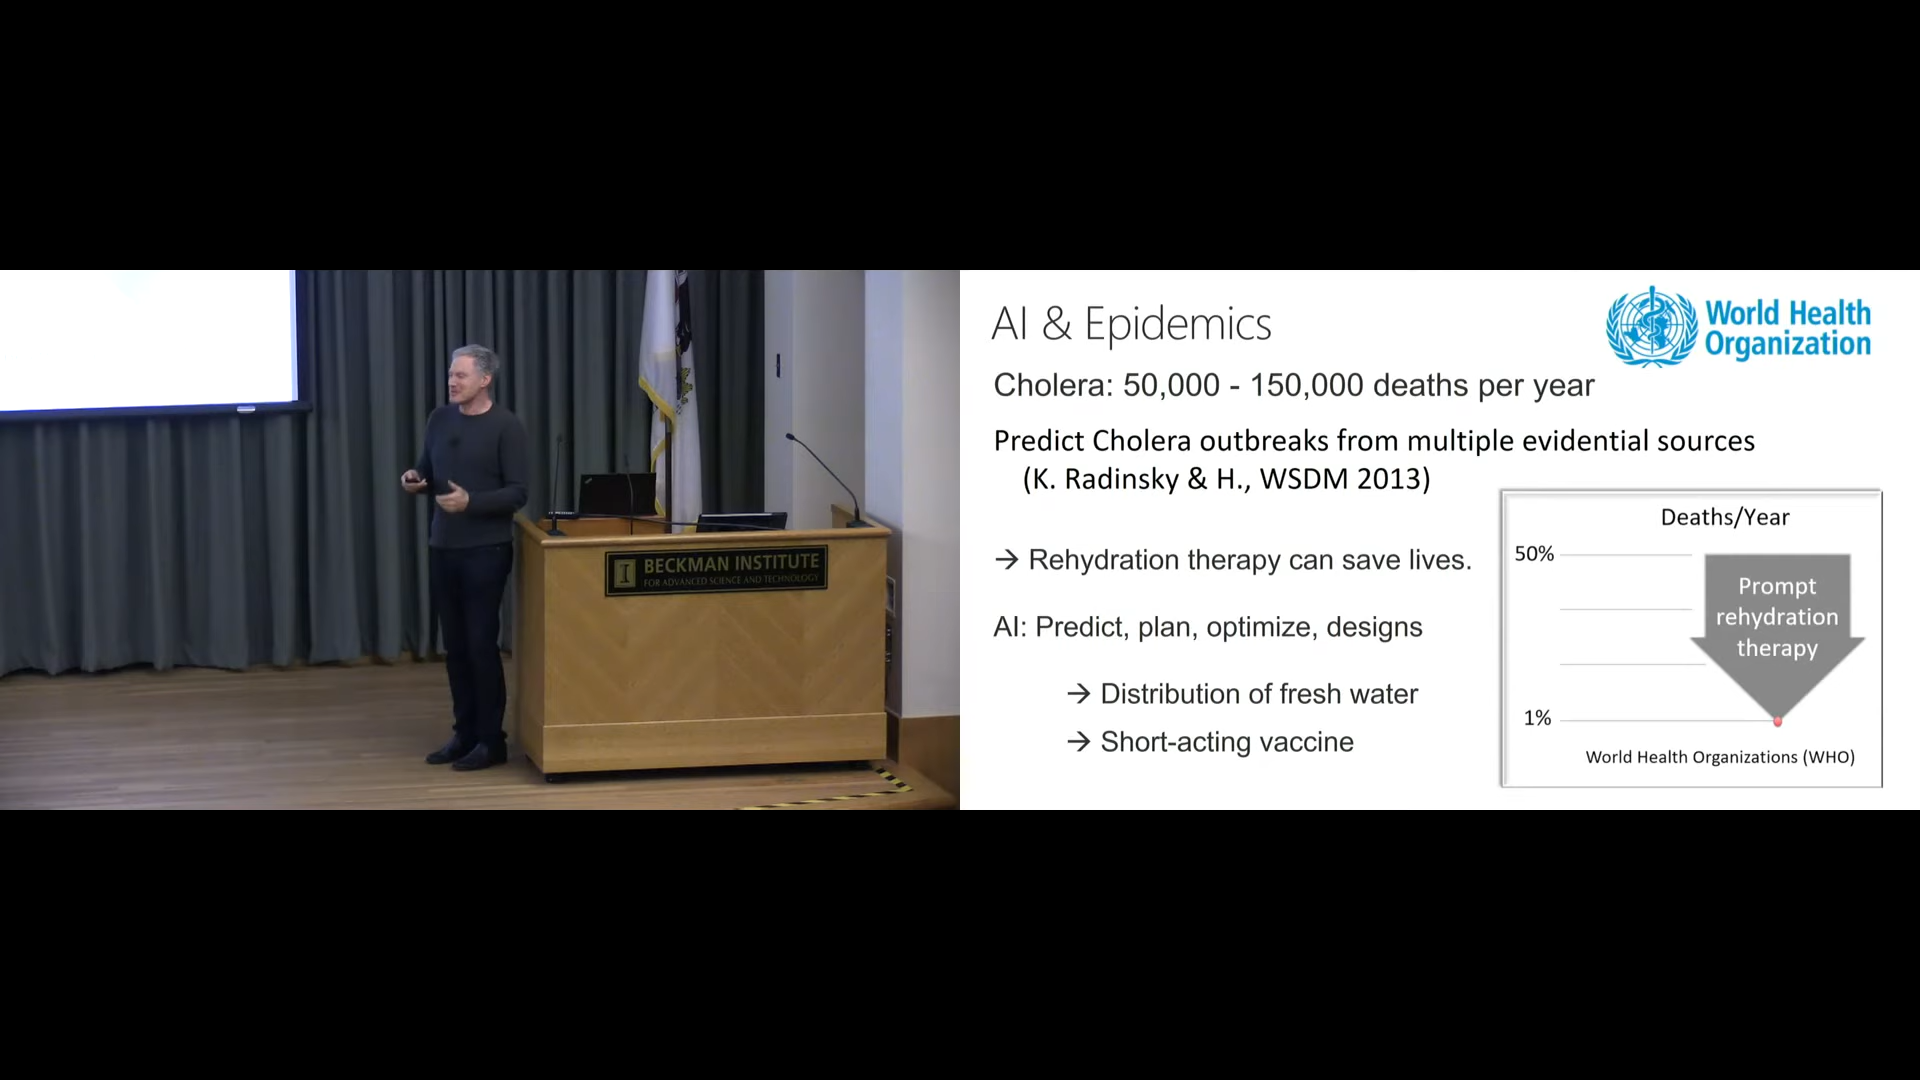 BECKMAN INSTITUTE
FOR ADVANCED SCIENCE AND TECHNOLOGY
AI & Epidemics
World Health
Organization
Cholera: 50,000 - 150,000 deaths per year
Predict Cholera outbreaks from multiple evidential sources
(K. Radinsky & H., WSDM 2013)
→ Rehydration therapy can save lives.
AI: Predict, plan, optimize, designs
→ Distribution of fresh water
→ Short-acting vaccine
Deaths/Year
50%
Prompt
rehydration
therapy
1%
World Health Organizations (WHO)